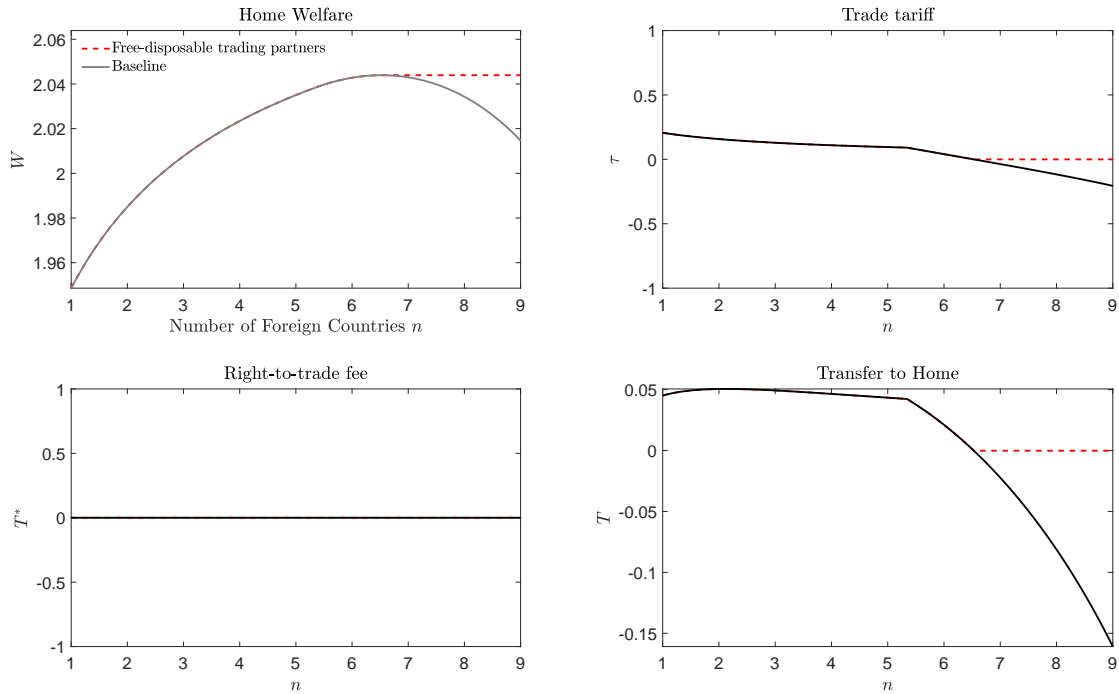 Home Welfare
2.06
2.04
2.02
2
1.98
1.96
W
Free-disposable trading partners
Baseline
1 2 3 4 5 6 7 8 9
Number of Foreign Countries n
Trade tariff
1
0.5
0
-0.5
-1
τ
1 2 3 4 5 6 7 8 9
n
Right-to-trade fee
1
0.5
0
-0.5
-1
T*
1 2 3 4 5 6 7 8 9
n
Transfer to Home
0.05
0
-0.05
-0.1
-0.15
T
1 2 3 4 5 6 7 8 9
n